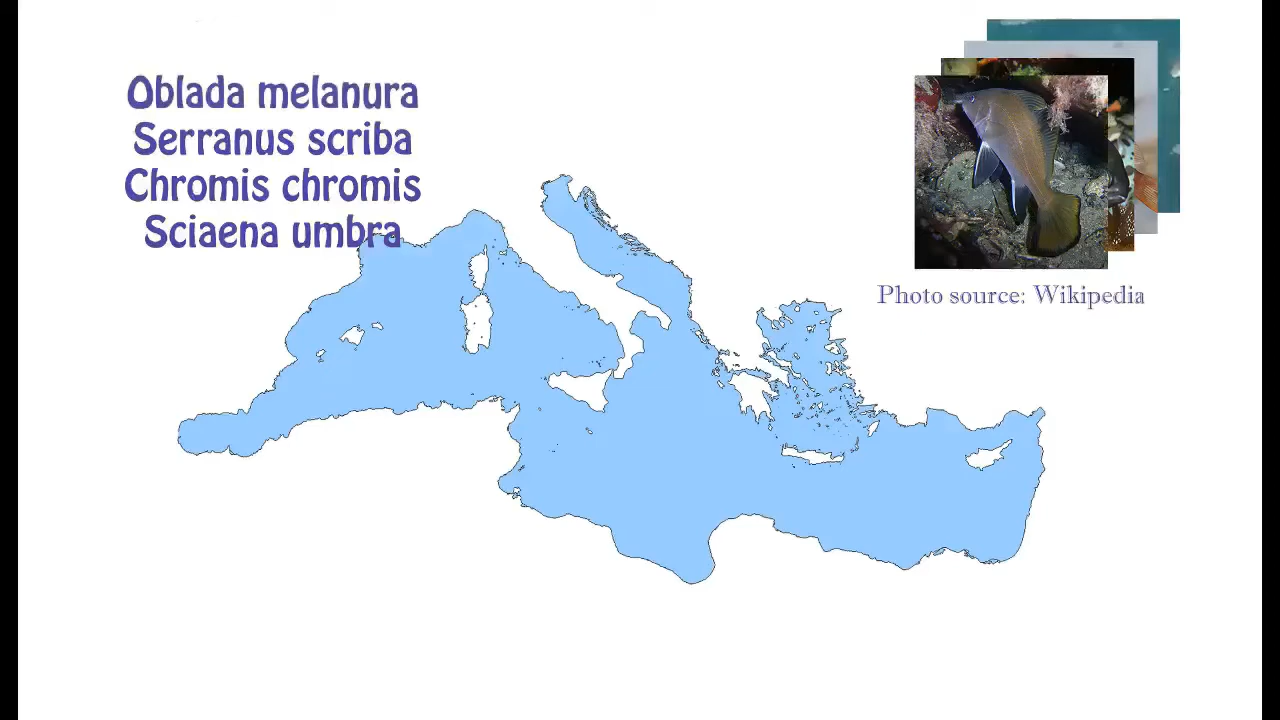 Oblada melanura
Serranus scriba
Chromis chromis
Sciaena umbra
Photo source: Wikipedia